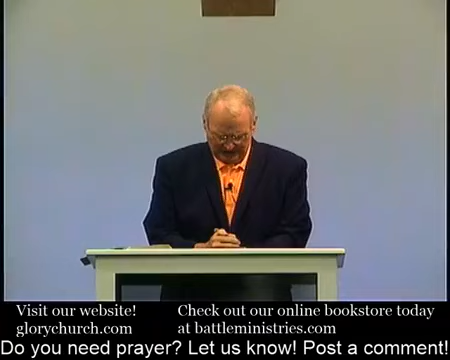 Visit our website!
glorychurch.com
Check out our online bookstore today
at battleministries.com
Do you need prayer? Let us know! Post a comment!